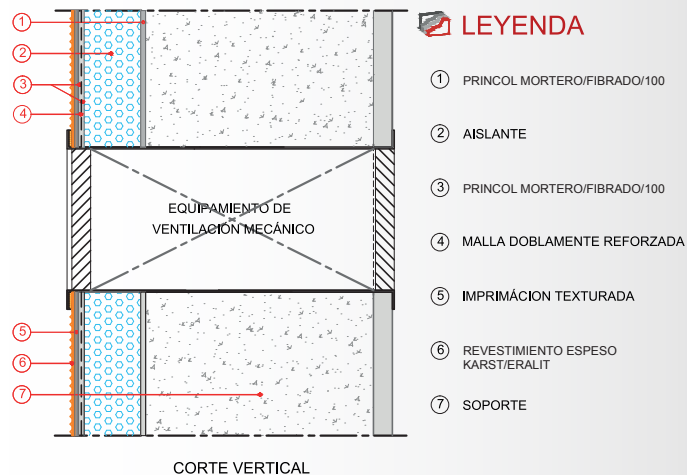 LEYENDA
1 PRINCOL MORTERO/FIBRADO/100
2 AISLANTE
3 PRINCOL MORTERO/FIBRADO/100
4 MALLA DOBLAMENTE REFORZADA
5 IMPRIMÁCION TEXTURADA
6 REVESTIMIENTO ESPESO
KARST/ERALIT
7 SOPORTE
1
2
3
4
EQUIPAMIENTO DE
VENTILACIÓN MECÁNICO
5
6
7
CORTE VERTICAL